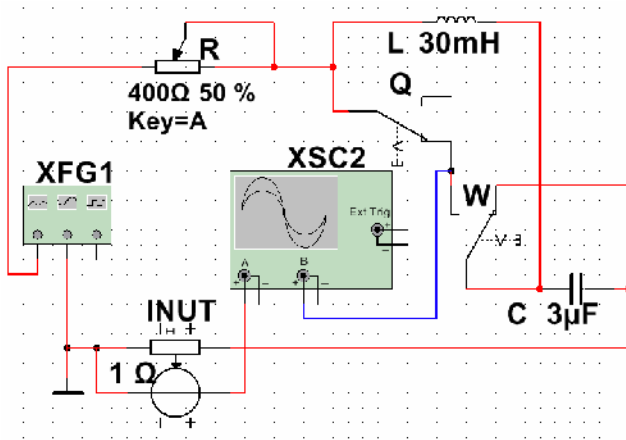 R
L 30mH
400Ω 50 %
Key=A
Q
XFG1
XSC2
Ext Trig
W
A
B
INUT
C 3µF
1 Ω